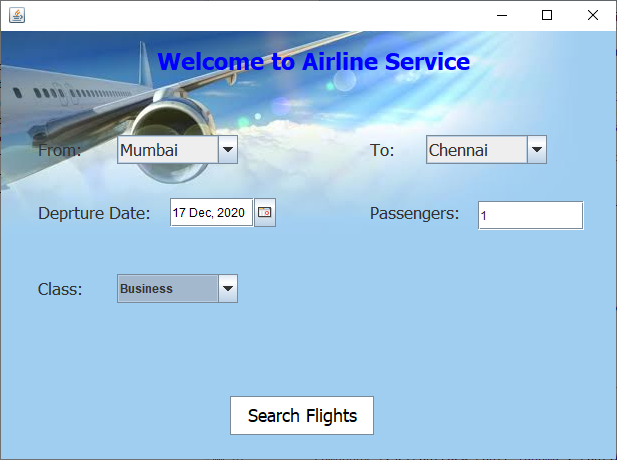 Welcome to Airline Service
From: Mumbai To: Chennai
Deprture Date: 17 Dec, 2020 Passengers: 1
Class: Business
Search Flights